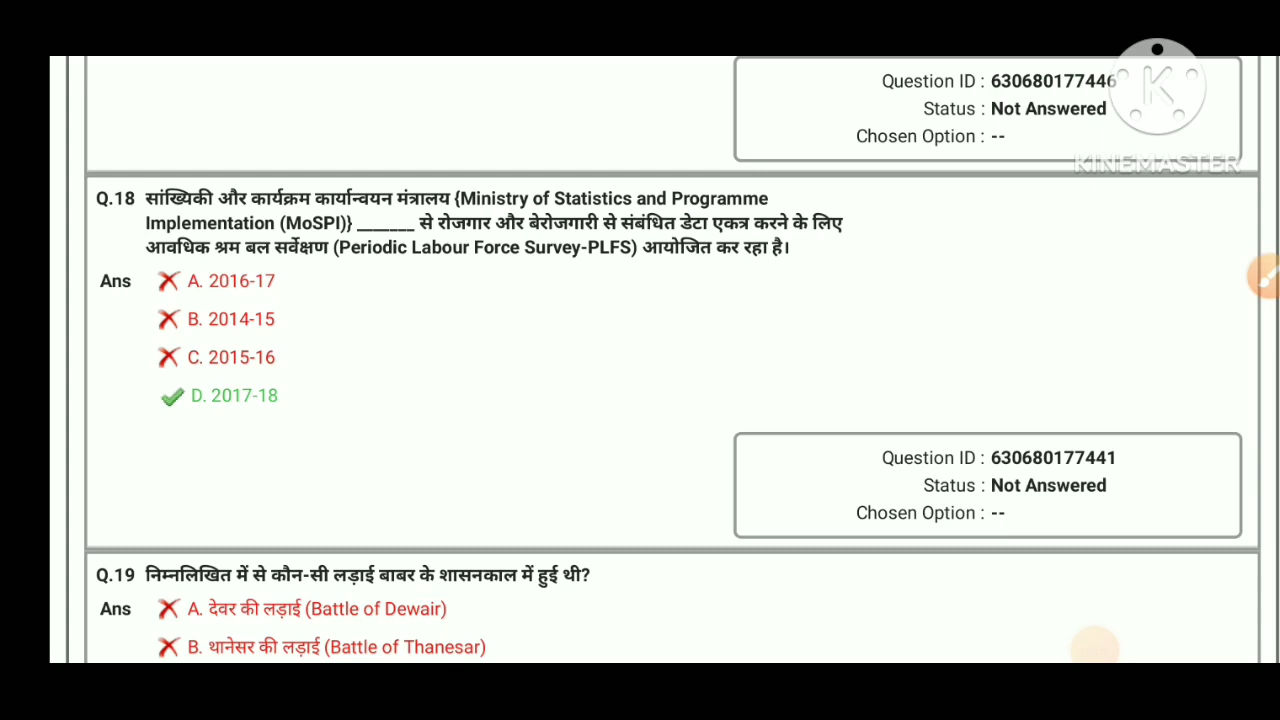 Question ID : 630680177446
Status : Not Answered
Chosen Option : --
K
KINEMASTER
Q.18 सांख्यिकी और कार्यक्रम कार्यान्वयन मंत्रालय {Ministry of Statistics and Programme
Implementation (MoSPI)} ______ से रोजगार और बेरोजगारी से संबंधित डेटा एकत्र करने के लिए
आवधिक श्रम बल सर्वेक्षण (Periodic Labour Force Survey-PLFS) आयोजित कर रहा है।
Ans A. 2016-17
B. 2014-15
C. 2015-16
D. 2017-18
Question ID : 630680177441
Status : Not Answered
Chosen Option : --
Q.19 निम्नलिखित में से कौन-सी लड़ाई बाबर के शासनकाल में हुई थी?
Ans A. देवर की लड़ाई (Battle of Dewair)
B. थानेसर की लड़ाई (Battle of Thanesar)